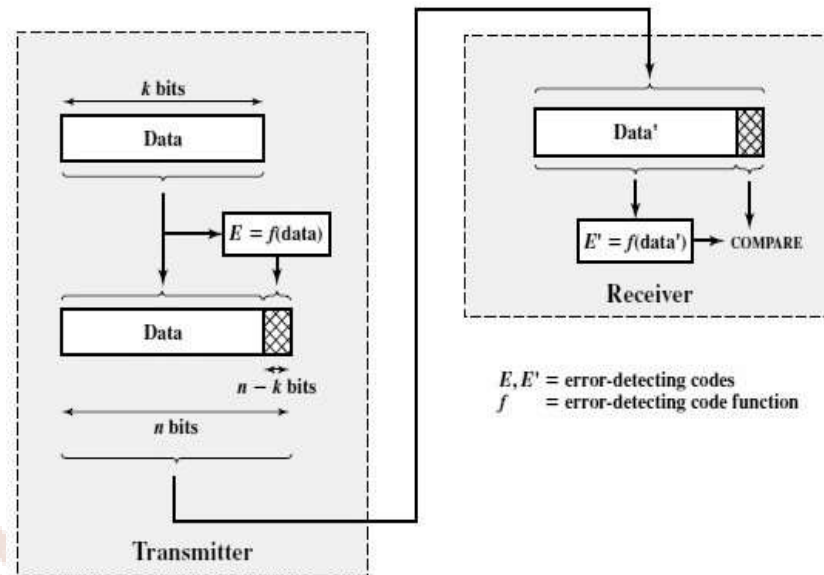 k bits
Data
E = f(data)
Data
n − k bits
n bits
Transmitter
Data'
E' = f(data')
COMPARE
Receiver
E, E' = error-detecting codes
f = error-detecting code function